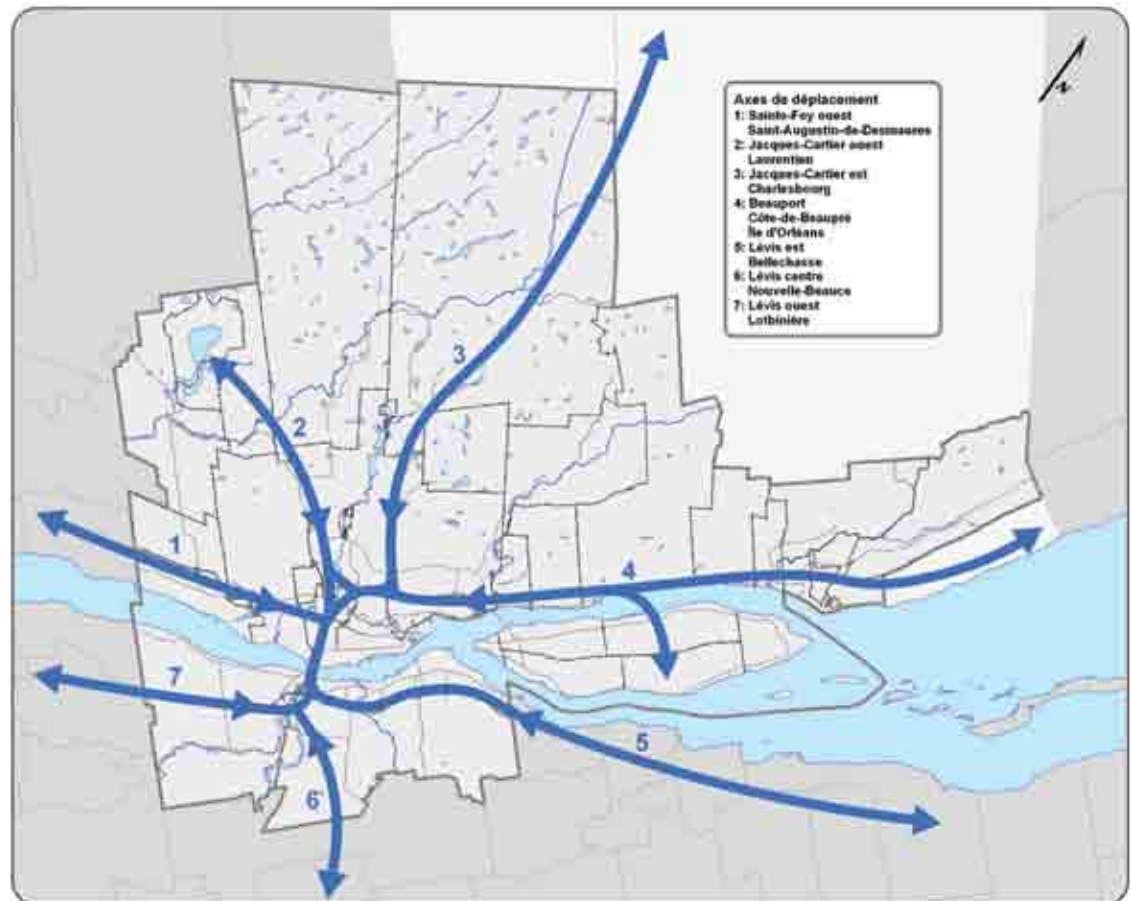 Axes de déplacement
1: Sainte-Foy ouest
Saint-Augustin-de-Desmaures
2: Jacques-Cartier ouest
Laurentien
3: Jacques-Cartier est
Charlesbourg
4: Beauport
Côte-de-Beaupré
Île d'Orléans
5: Lévis est
Bellechasse
6: Lévis centre
Nouvelle-Beauce
7: Lévis ouest
Lotbinière
N
3
2
1
4
7
5
6